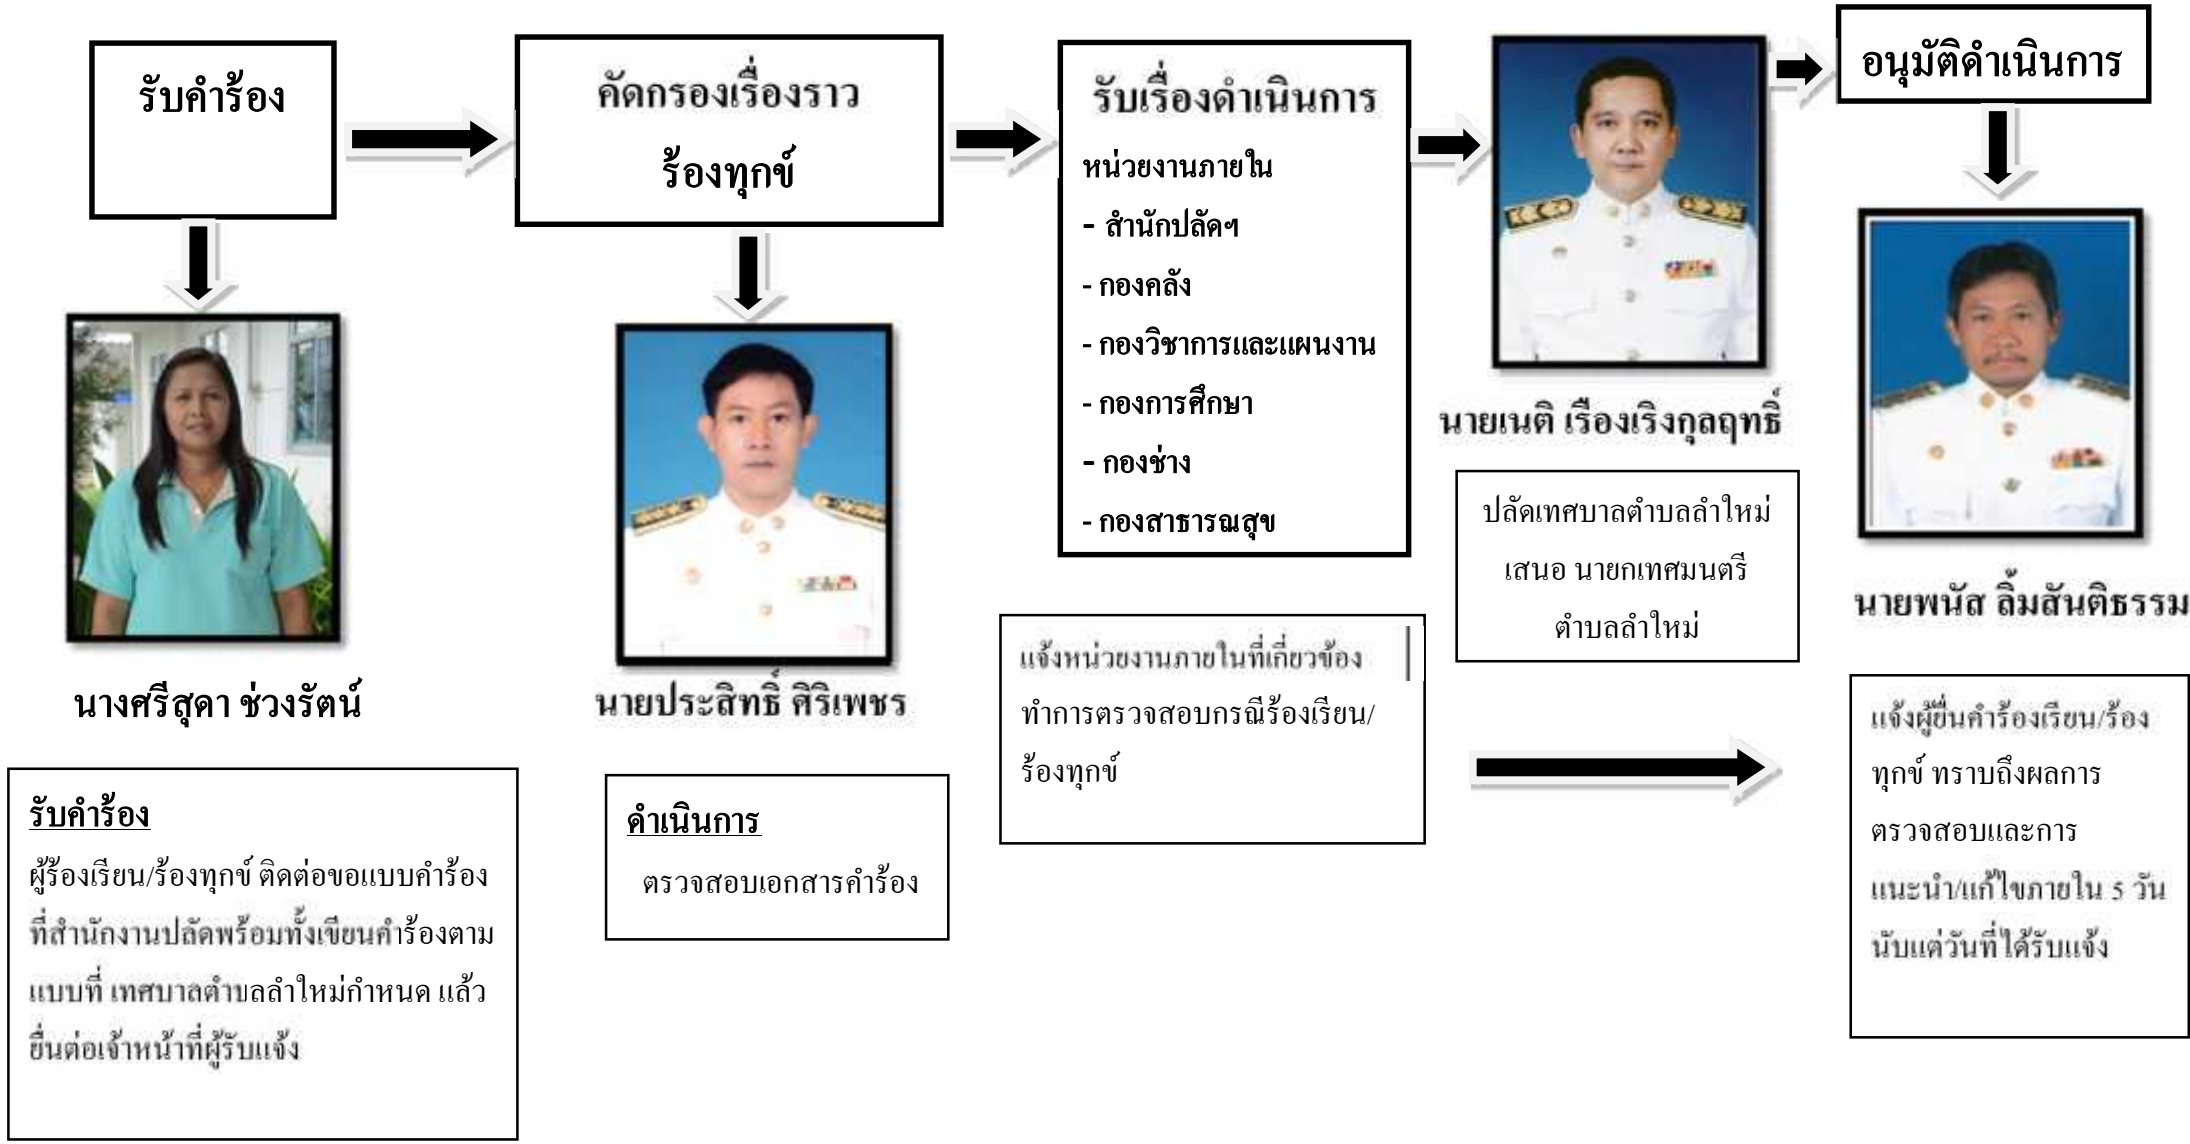 รับคำร้อง
คัดกรองเรื่องราว
ร้องทุกข์
รับเรื่องดำเนินการ
หน่วยงานภายใน
- สำนักปลัดฯ
- กองคลัง
- กองวิชาการและแผนงาน
- กองการศึกษา
- กองช่าง
- กองสาธารณสุข
อนุมัติดำเนินการ
นางศรีสุดา ช่วงรัตน์
นายประสิทธิ์ ศิริเพชร
นายเนติ เรืองเริงกุลฤทธิ์
นายพนัส ลิ้มสันติธรรม
รับคำร้อง
ผู้ร้องเรียน/ร้องทุกข์ ติดต่อขอแบบคำร้อง
ที่สำนักงานปลัดพร้อมทั้งเขียนคำร้องตาม
แบบที่ เทศบาลตำบลลำใหม่กำหนด แล้ว
ยื่นต่อเจ้าหน้าที่ผู้รับแจ้ง
ดำเนินการ
ตรวจสอบเอกสารคำร้อง
แจ้งหน่วยงานภายในที่เกี่ยวข้อง
ทำการตรวจสอบกรณีร้องเรียน/
ร้องทุกข์
ปลัดเทศบาลตำบลลำใหม่
เสนอ นายกเทศมนตรี
ตำบลลำใหม่
แจ้งผู้ยื่นคำร้องเรียน/ร้อง
ทุกข์ ทราบถึงผลการ
ตรวจสอบและการ
แนะนำ/แก้ไขภายใน 5 วัน
นับแต่วันที่ได้รับแจ้ง